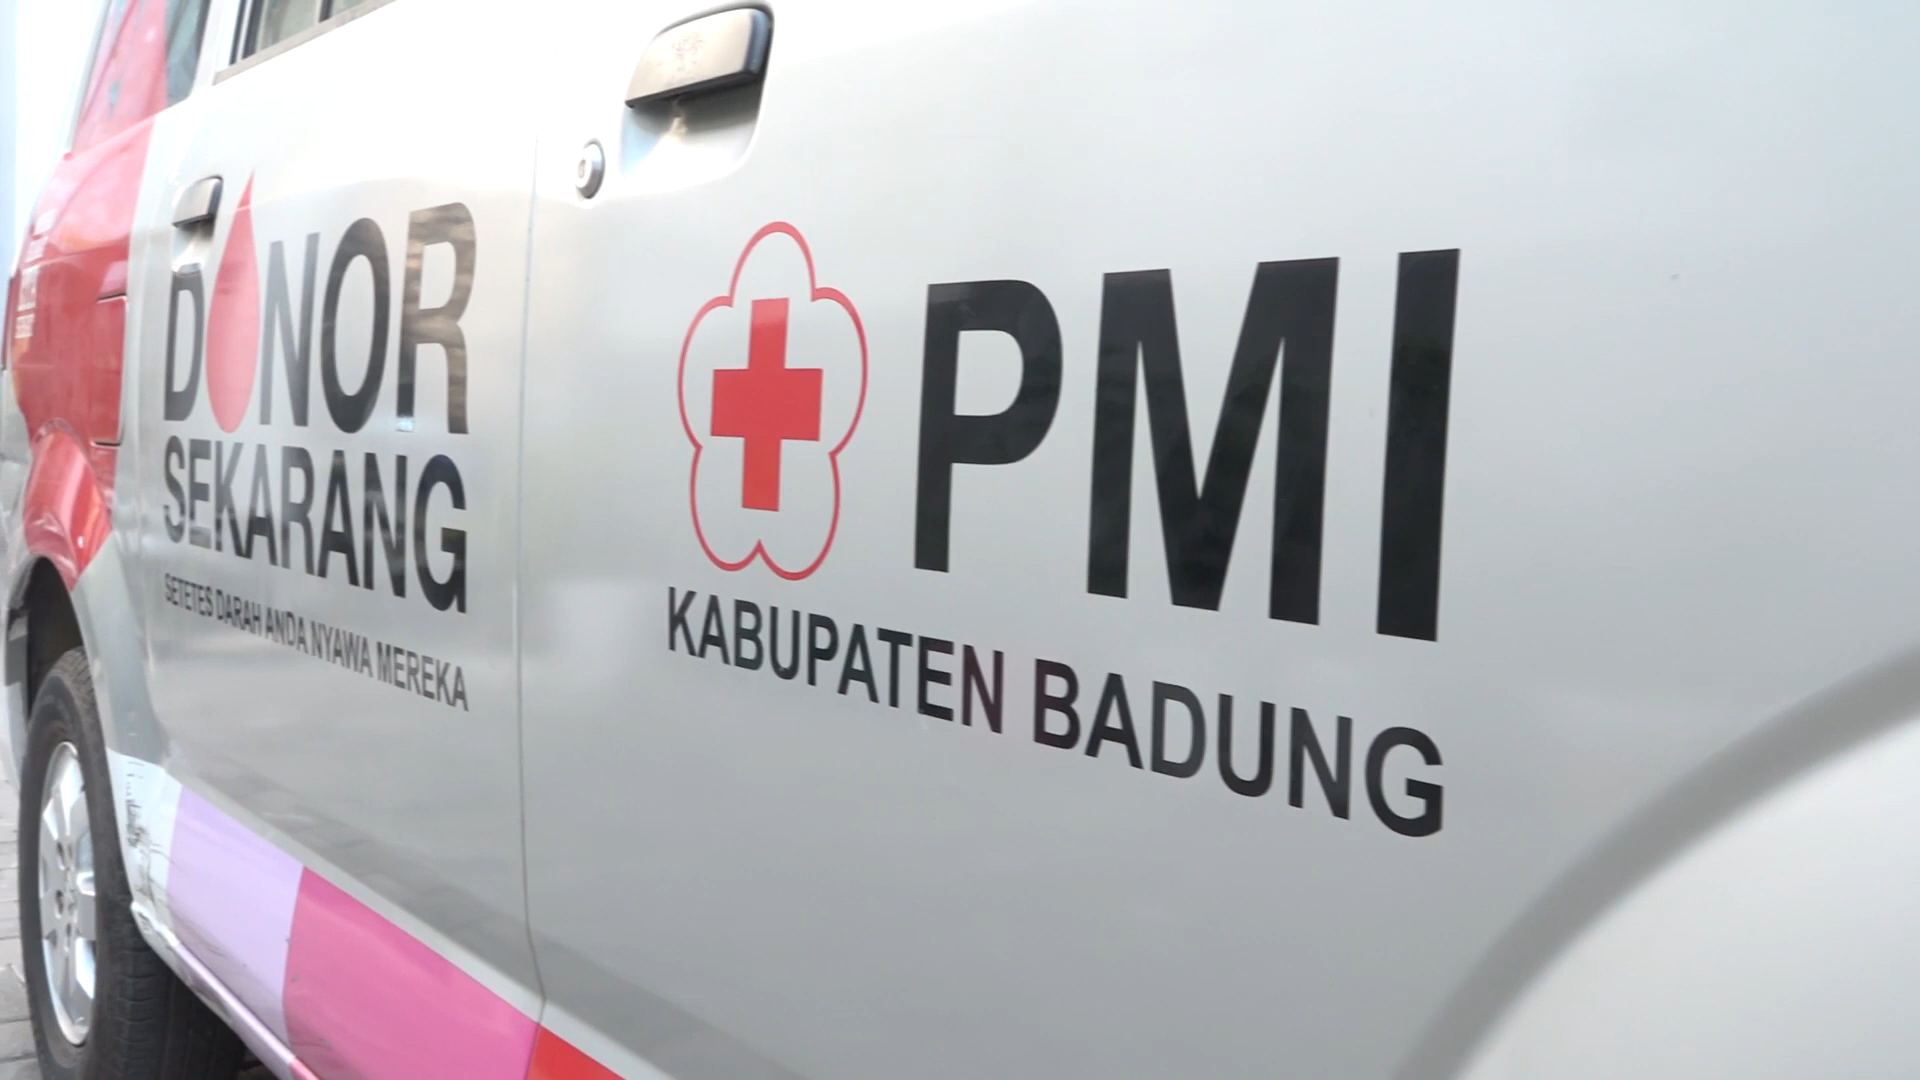 DONOR
SEKARANG
SETETES DARAH ANDA NYAWA MEREKA
PMI
KABUPATEN BADUNG